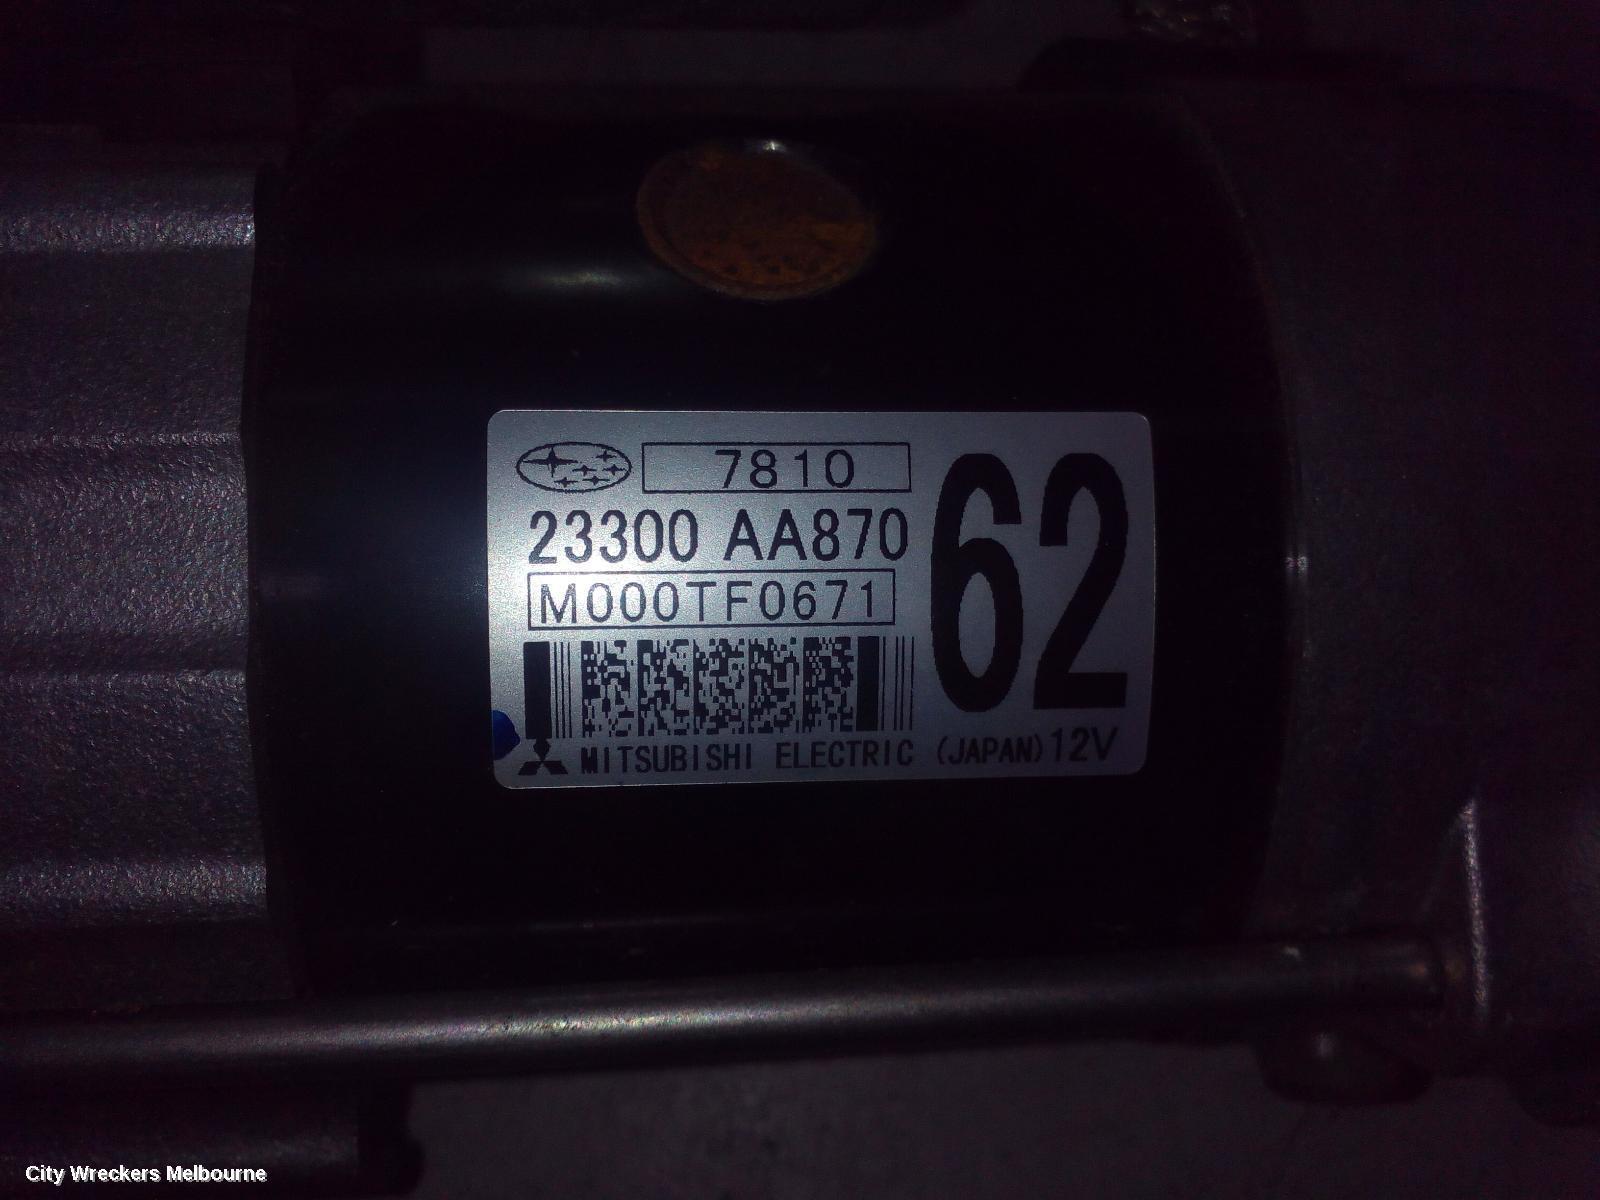 7810
23300 AA870
M000TF0671
62
MITSUBISHI ELECTRIC (JAPAN) 12V
City Wreckers Melbourne